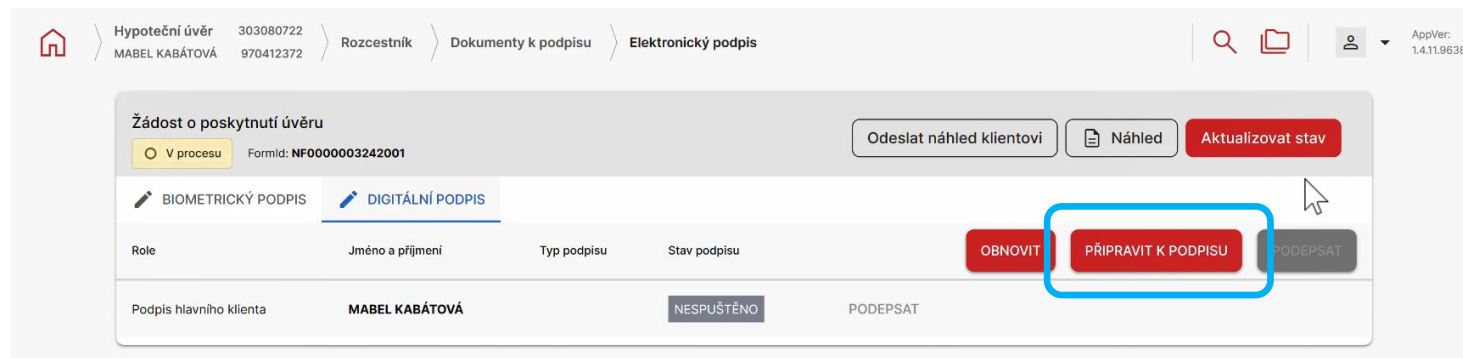 Hypoteční úvěr 303080722
MABEL KABÁTOVÁ 970412372
Rozcestník
Dokumenty k podpisu
Elektronický podpis
AppVer:
1.4.11.9638
Žádost o poskytnutí úvěru
V procesu FormId: NF0000003242001
Odeslat náhled klientovi Náhled Aktualizovat stav
BIOMETRICKÝ PODPIS DIGITÁLNÍ PODPIS
Role Jméno a příjmení Typ podpisu Stav podpisu OBNOVIT PŘIPRAVIT K PODPISU PODEPSAT
Podpis hlavního klienta MABEL KABÁTOVÁ NESPUŠTĚNO PODEPSAT